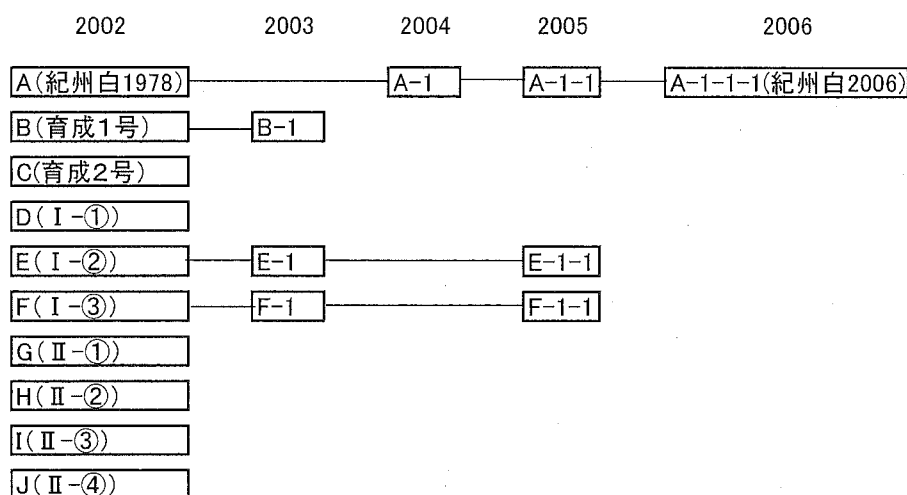 2002 2003 2004 2005 2006
A(紀州白1978) A-1 A-1-1 A-1-1-1(紀州白2006)
B(育成1号) B-1
C(育成2号)
D(Ⅰ-①)
E(Ⅰ-②) E-1 E-1-1
F(Ⅰ-③) F-1 F-1-1
G(Ⅱ-①)
H(Ⅱ-②)
I(Ⅱ-③)
J(Ⅱ-④)